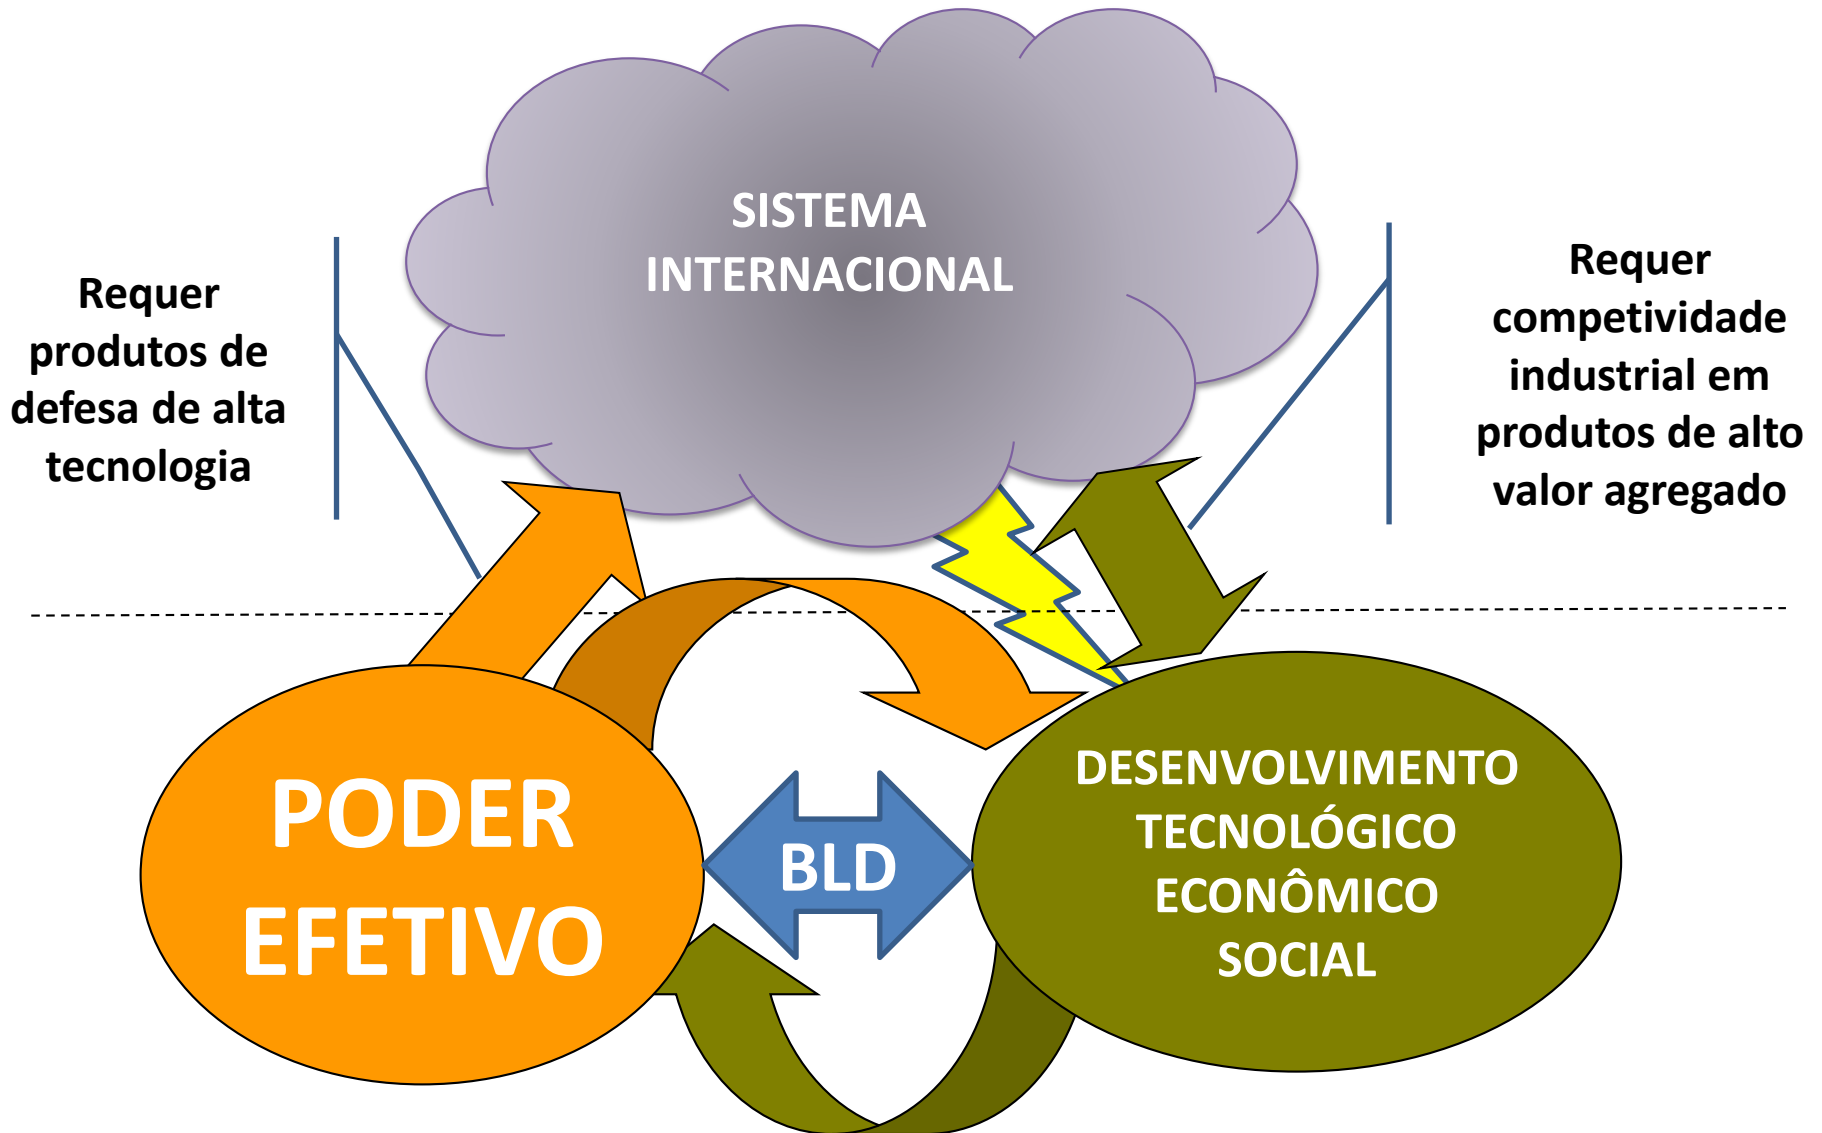 SISTEMA
INTERNACIONAL
Requer
produtos de
defesa de alta
tecnologia
Requer
competividade
industrial em
produtos de alto
valor agregado
PODER
EFETIVO
BLD
DESENVOLVIMENTO
TECNOLÓGICO
ECONÔMICO
SOCIAL